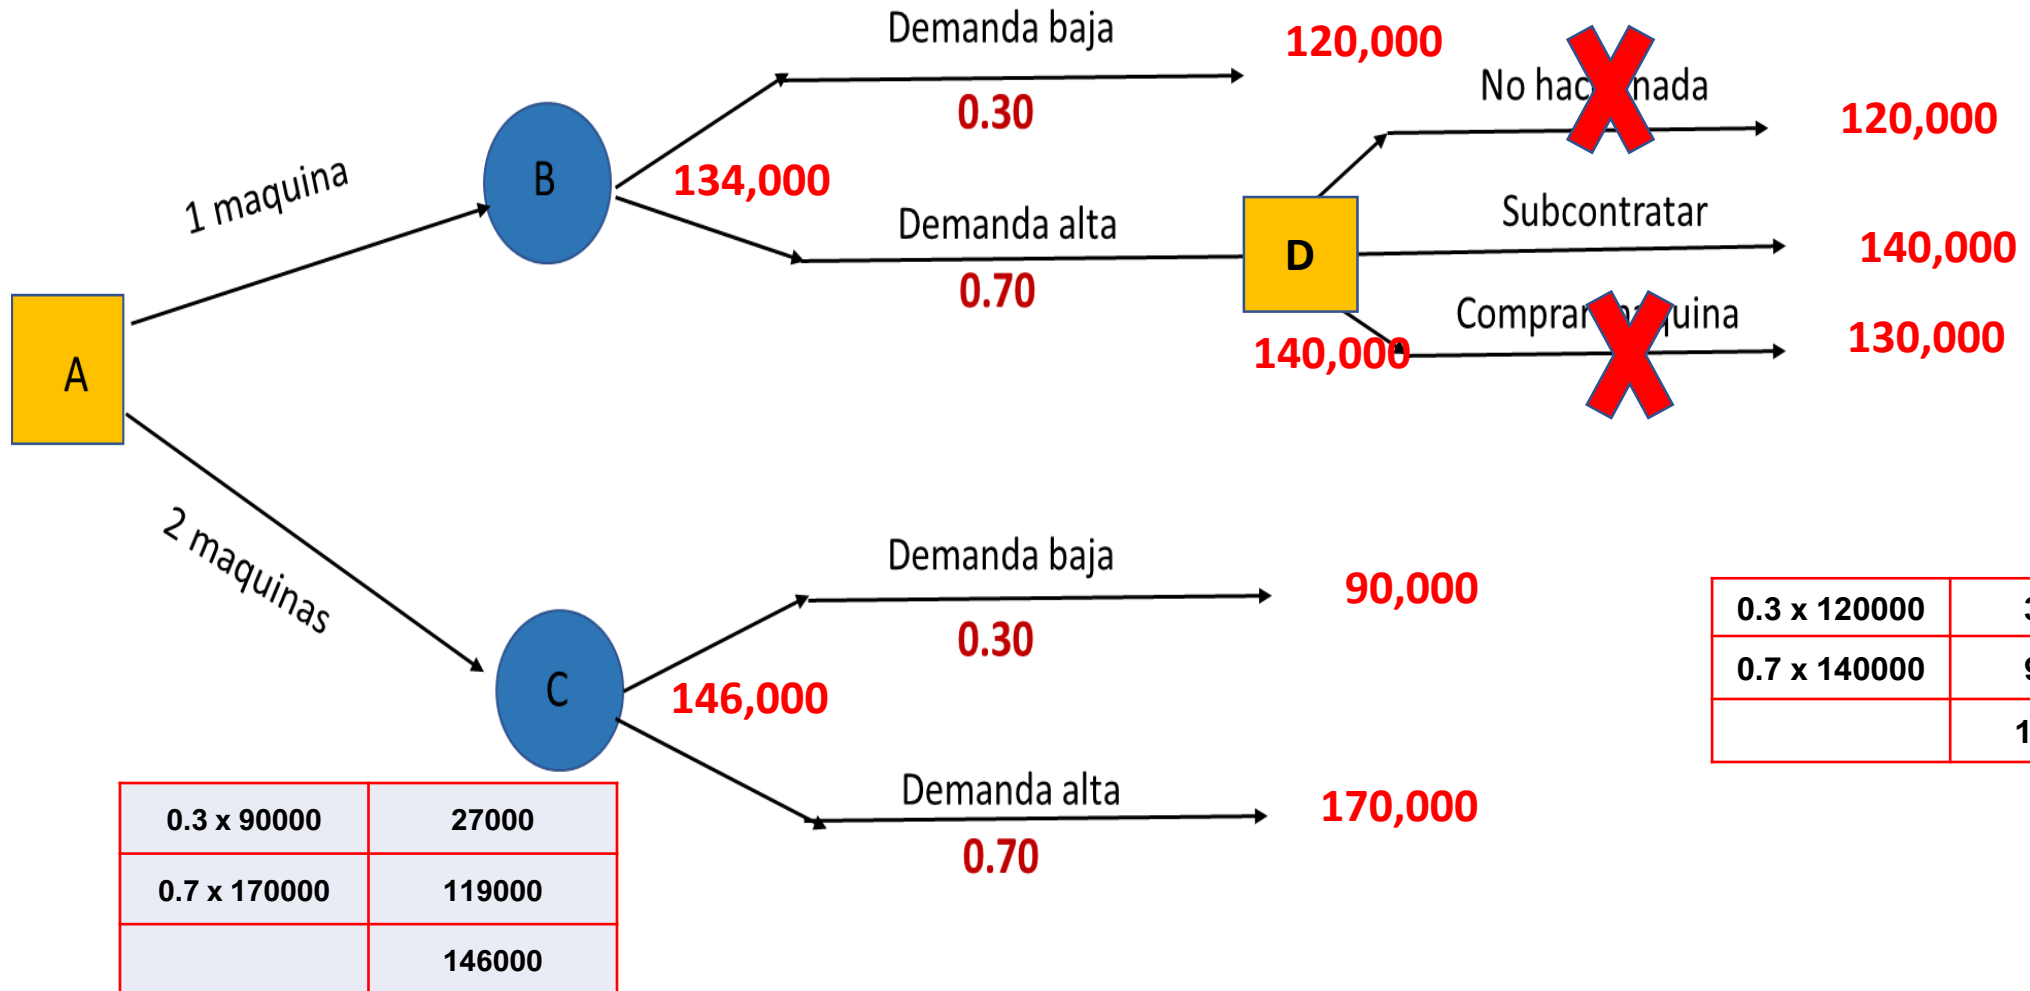 Demanda baja
120,000
0.30
No nada
120,000
1 maquina
B
134,000
Demanda alta
0.70
D
Subcontratar
140,000
140,000
Comprar
130,000
A
2 maquinas
Demanda baja
90,000
0.30
C
146,000
Demanda alta
170,000
0.70
0.3 x 90000 27000
0.7 x 170000 119000
146000
0.3 x 120000
0.7 x 140000